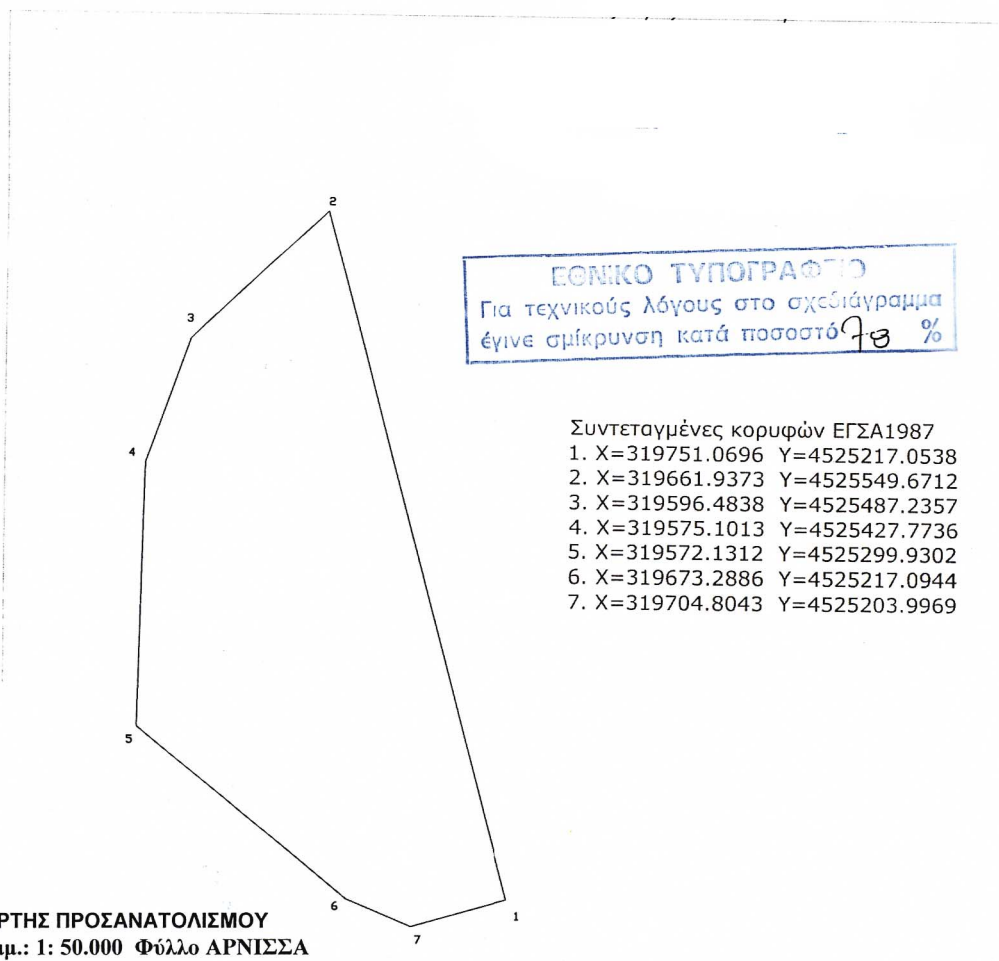 2
3
4
ΕΘΝΙΚΟ ΤΥΠΟΓΡΑΦΕΙΟ
Για τεχνικούς λόγους στο σχεδιάγραμμα
έγινε σμίκρυνση κατά ποσοστό 78 %
Συντεταγμένες κορυφών ΕΓΣΑ1987
1. X=319751.0696 Y=4525217.0538
2. X=319661.9373 Y=4525549.6712
3. X=319596.4838 Y=4525487.2357
4. X=319575.1013 Y=4525427.7736
5. X=319572.1312 Y=4525299.9302
6. X=319673.2886 Y=4525217.0944
7. X=319704.8043 Y=4525203.9969
5
6
1
7
ΡΤΗΣ ΠΡΟΣΑΝΑΤΟΛΙΣΜΟΥ
ιμ.: 1: 50.000 Φύλλο ΑΡΝΙΣΣΑ